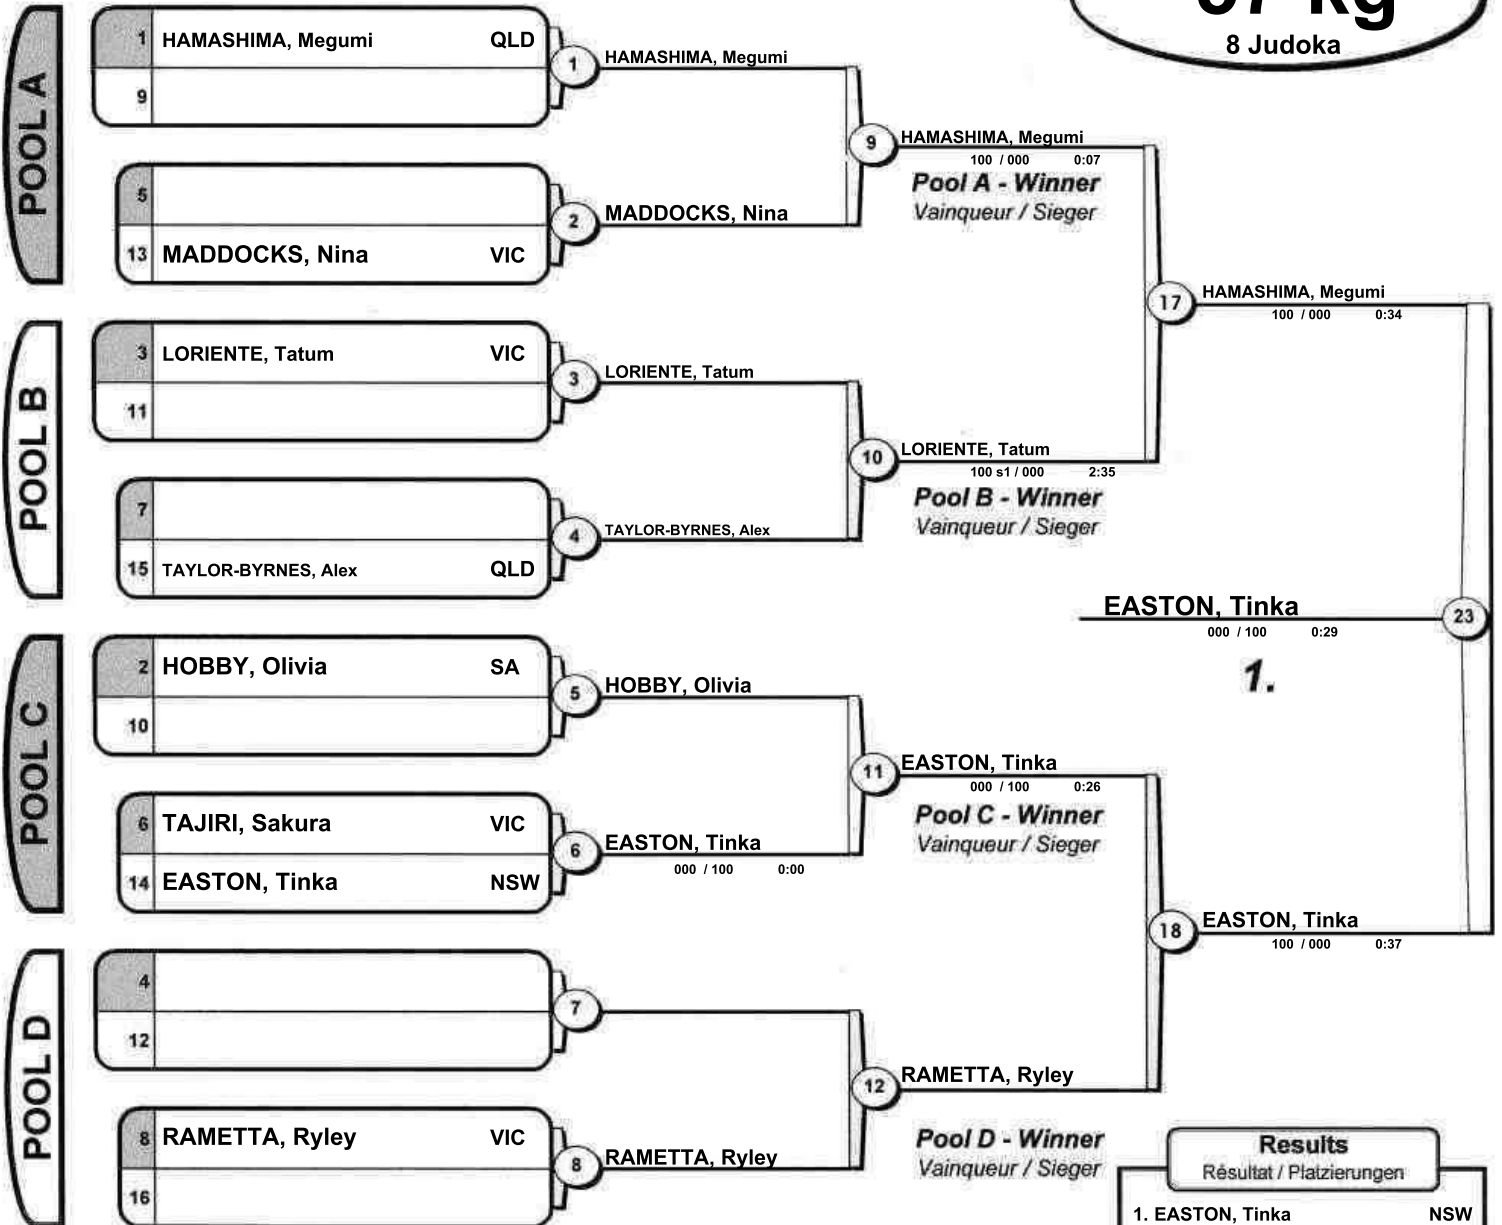 8 Judoka
POOL A
1 HAMASHIMA, Megumi QLD
9
5
13 MADDOCKS, Nina VIC
1 HAMASHIMA, Megumi
2 MADDOCKS, Nina
9 HAMASHIMA, Megumi
100 / 000 0:07
Pool A - Winner
Vainqueur / Sieger
POOL B
3 LORIENTE, Tatum VIC
11
7
15 TAYLOR-BYRNES, Alex QLD
3 LORIENTE, Tatum
4 TAYLOR-BYRNES, Alex
10 LORIENTE, Tatum
100 s1 / 000 2:35
Pool B - Winner
Vainqueur / Sieger
17 HAMASHIMA, Megumi
100 / 000 0:34
EASTON, Tinka 23
000 / 100 0:29
1.
POOL C
2 HOBBY, Olivia SA
10
6 TAJIRI, Sakura VIC
14 EASTON, Tinka NSW
5 HOBBY, Olivia
6 EASTON, Tinka
000 / 100 0:00
11 EASTON, Tinka
000 / 100 0:26
Pool C - Winner
Vainqueur / Sieger
18 EASTON, Tinka
100 / 000 0:37
POOL D
4
12
8 RAMETTA, Ryley VIC
16
7
8 RAMETTA, Ryley
12 RAMETTA, Ryley
Pool D - Winner
Vainqueur / Sieger
Results
Résultat / Platzierungen
1. EASTON, Tinka NSW